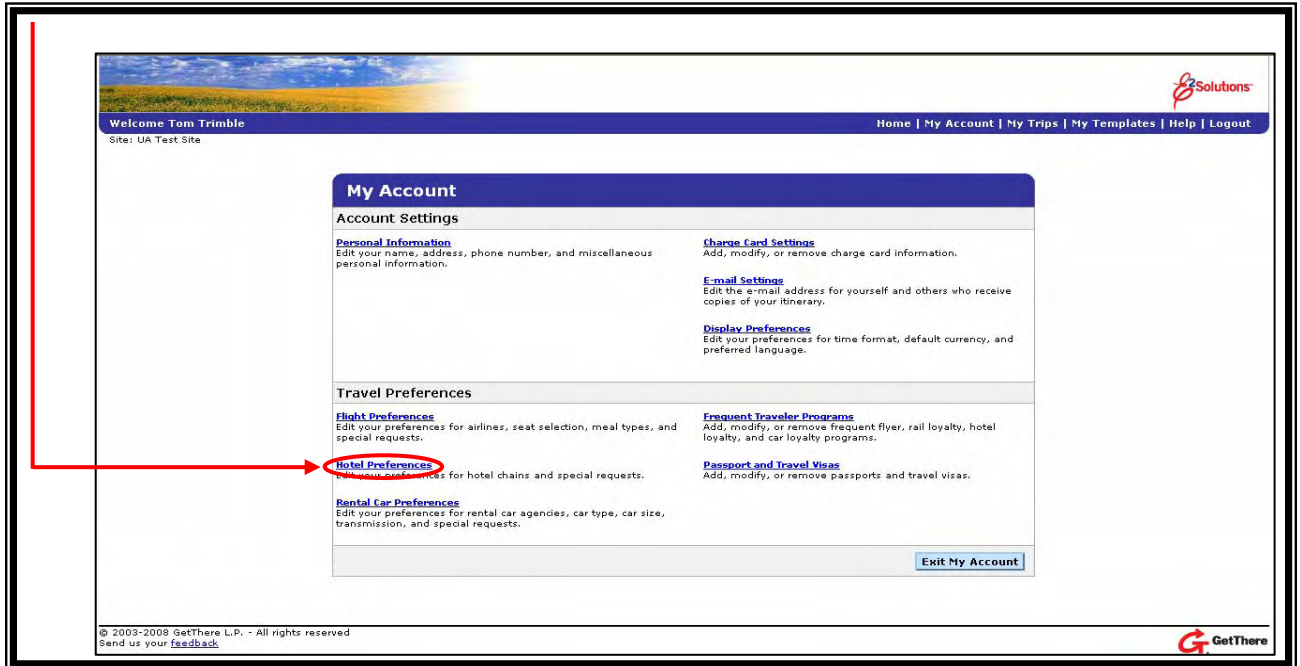 E2Solutions
Welcome Tom Trimble
Home | My Account | My Trips | My Templates | Help | Logout
Site: UA Test Site
My Account
Account Settings
Personal Information
Edit your name, address, phone number, and miscellaneous
personal information.
Charge Card Settings
Add, modify, or remove charge card information.
E-mail Settings
Edit the e-mail address for yourself and others who receive
copies of your itinerary.
Display Preferences
Edit your preferences for time format, default currency, and
preferred language.
Travel Preferences
Flight Preferences
Edit your preferences for airlines, seat selection, meal types, and
special requests.
Hotel Preferences
Edit your preferences for hotel chains and special requests.
Rental Car Preferences
Edit your preferences for rental car agencies, car type, car size,
transmission, and special requests.
Frequent Traveler Programs
Add, modify, or remove frequent flyer, rail loyalty, hotel
loyalty, and car loyalty programs.
Passport and Travel Visas
Add, modify, or remove passports and travel visas.
Exit My Account
© 2003-2008 GetThere L.P. - All rights reserved
Send us your feedback
GetThere